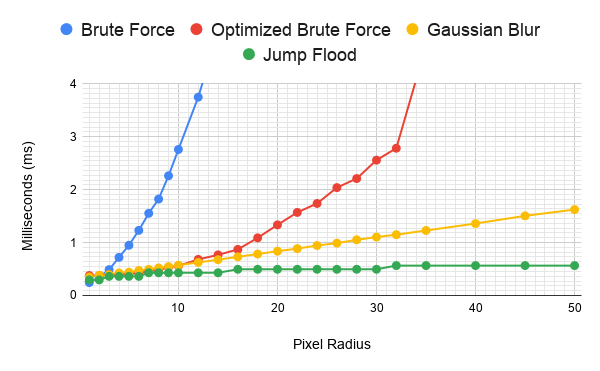 Brute Force Optimized Brute Force Gaussian Blur
Jump Flood
4
3
2
1
0
10 20 30 40 50
Milliseconds (ms)
Pixel Radius